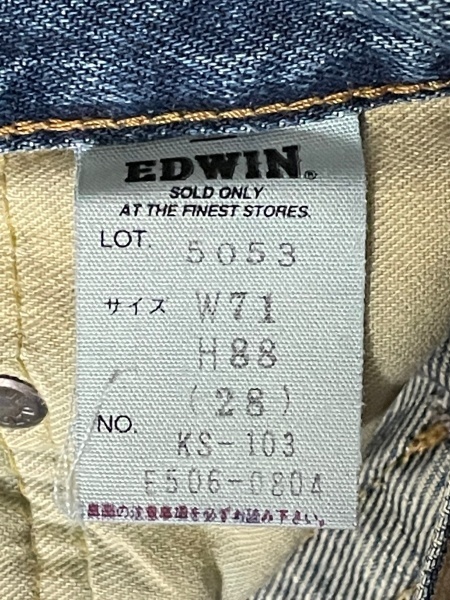 EDWIN®
SOLD ONLY
AT THE FINEST STORES.
LOT. 5053
サイズ W71
H88
(28)
NO. KS-103
E506-0804
裏面の注意事項を必ずお読み下さい。